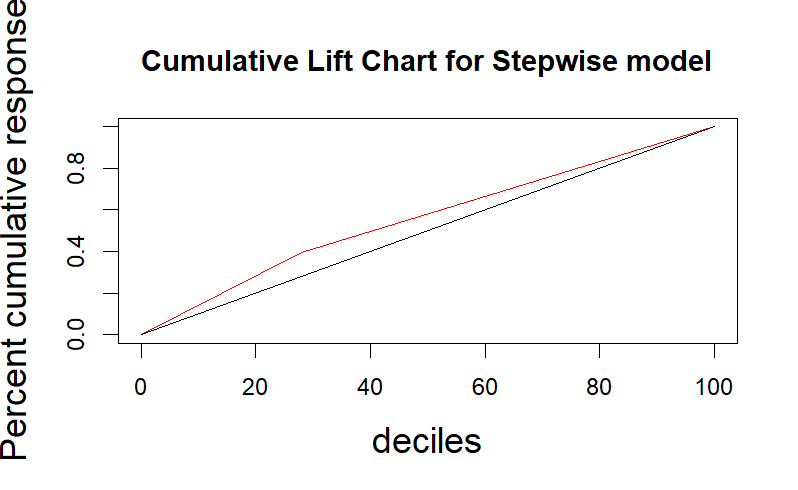 Cumulative Lift Chart for Stepwise model
Percent cumulative response
0.8
0.4
0.0
0 20 40 60 80 100
deciles